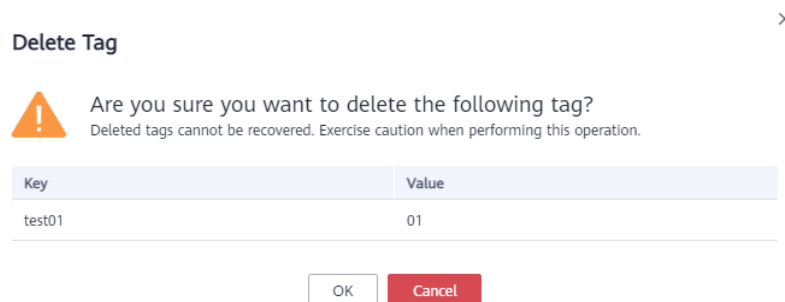 Delete Tag
Are you sure you want to delete the following tag?
Deleted tags cannot be recovered. Exercise caution when performing this operation.
Key Value
test01 01
OK Cancel